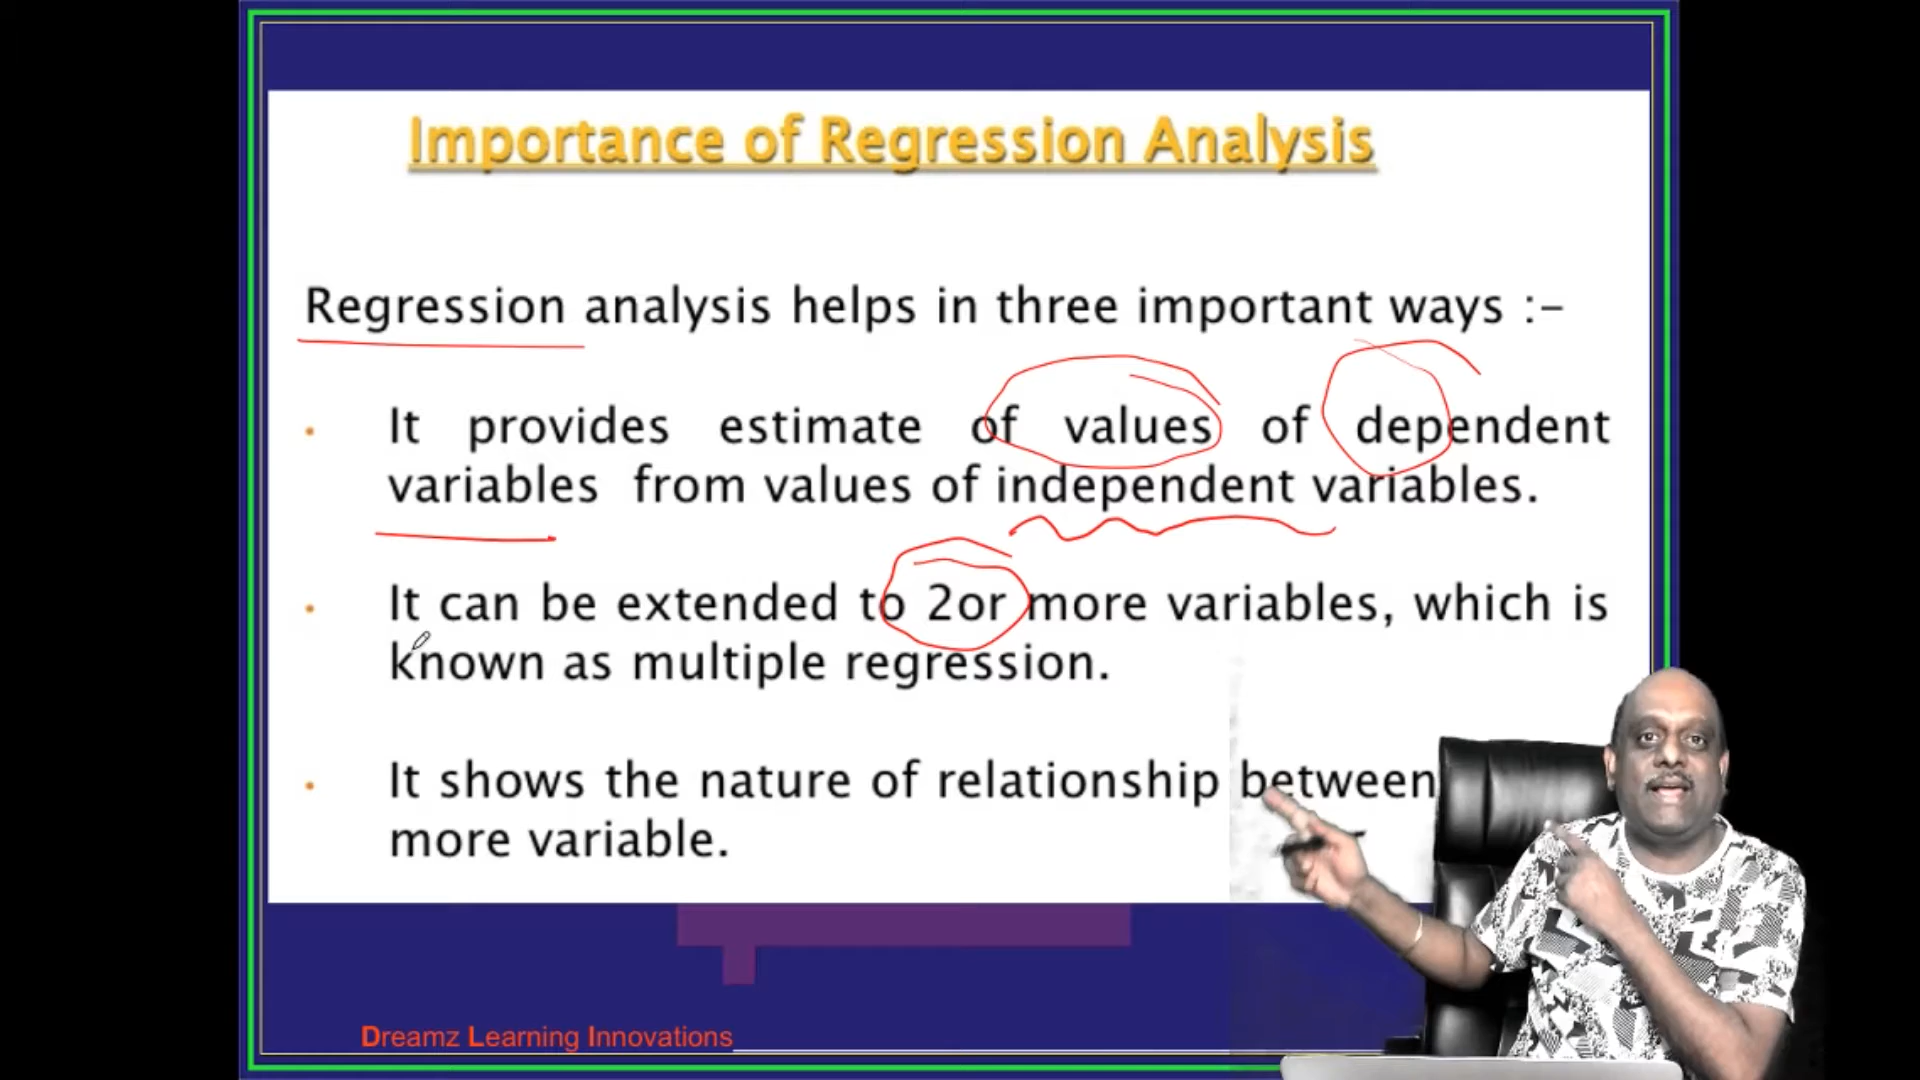 Importance of Regression Analysis
Regression analysis helps in three important ways :-
• It provides estimate of values of dependent
variables from values of independent variables.
• It can be extended to 2or more variables, which is
known as multiple regression.
• It shows the nature of relationship between
more variable.
Dreamz Learning Innovations